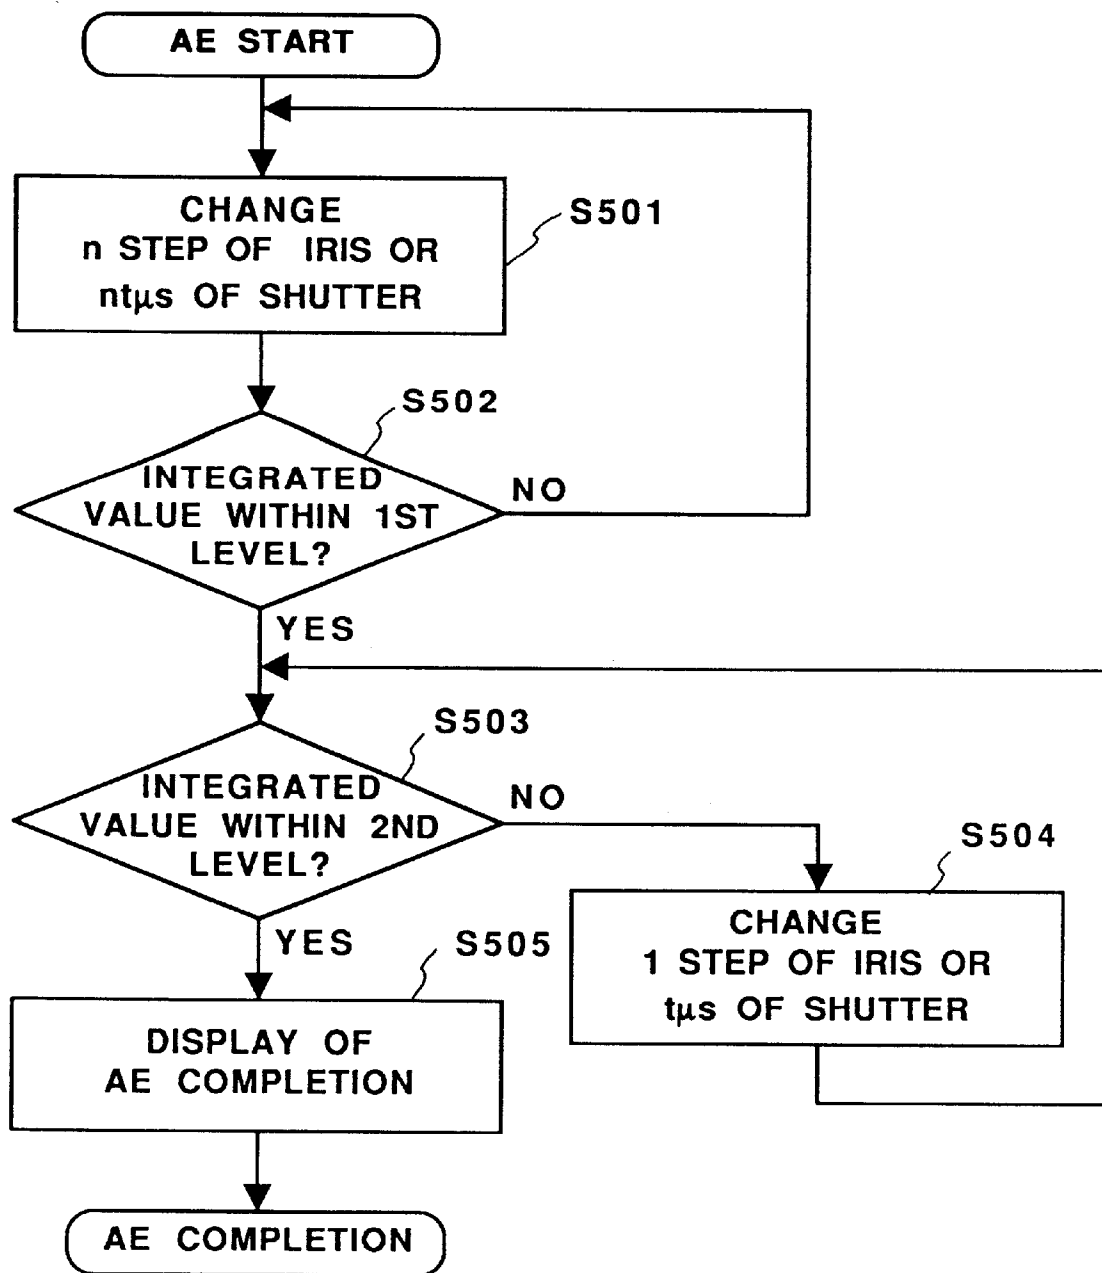 AE START
CHANGE
n STEP OF IRIS OR
ntµs OF SHUTTER
S501
S502
INTEGRATED
VALUE WITHIN 1ST
LEVEL?
NO
YES
S503
INTEGRATED
VALUE WITHIN 2ND
LEVEL?
NO
S504
CHANGE
1 STEP OF IRIS OR
tµs OF SHUTTER
YES
S505
DISPLAY OF
AE COMPLETION
AE COMPLETION